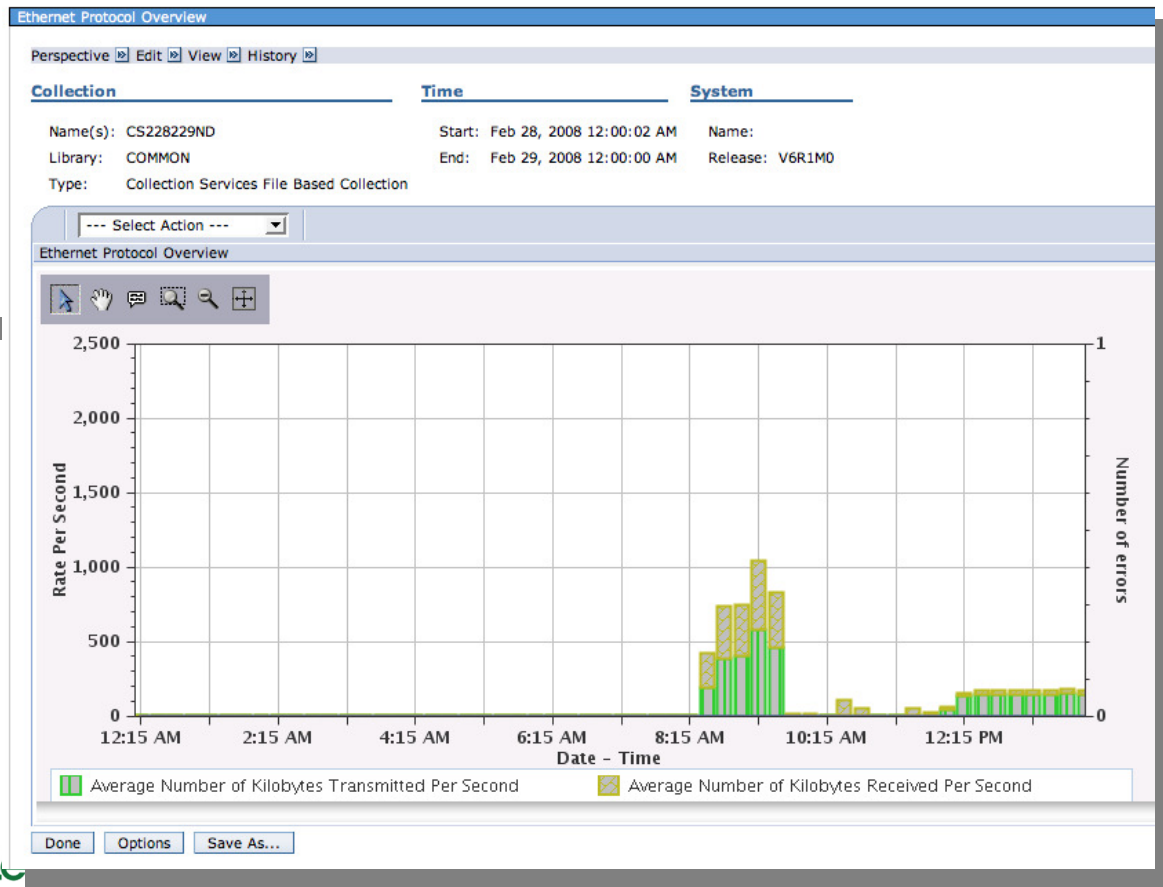 Ethernet Protocol Overview
Perspective Edit View History
Collection Time System
Name(s): CS228229ND Start: Feb 28, 2008 12:00:02 AM Name:
Library: COMMON End: Feb 29, 2008 12:00:00 AM Release: V6R1M0
Type: Collection Services File Based Collection
--- Select Action ---
Ethernet Protocol Overview
2,500
2,000
1,500
1,000
500
0
Rate Per Second
1
0
Number of errors
12:15 AM 2:15 AM 4:15 AM 6:15 AM 8:15 AM 10:15 AM 12:15 PM
Date – Time
Average Number of Kilobytes Transmitted Per Second Average Number of Kilobytes Received Per Second
Done Options Save As...